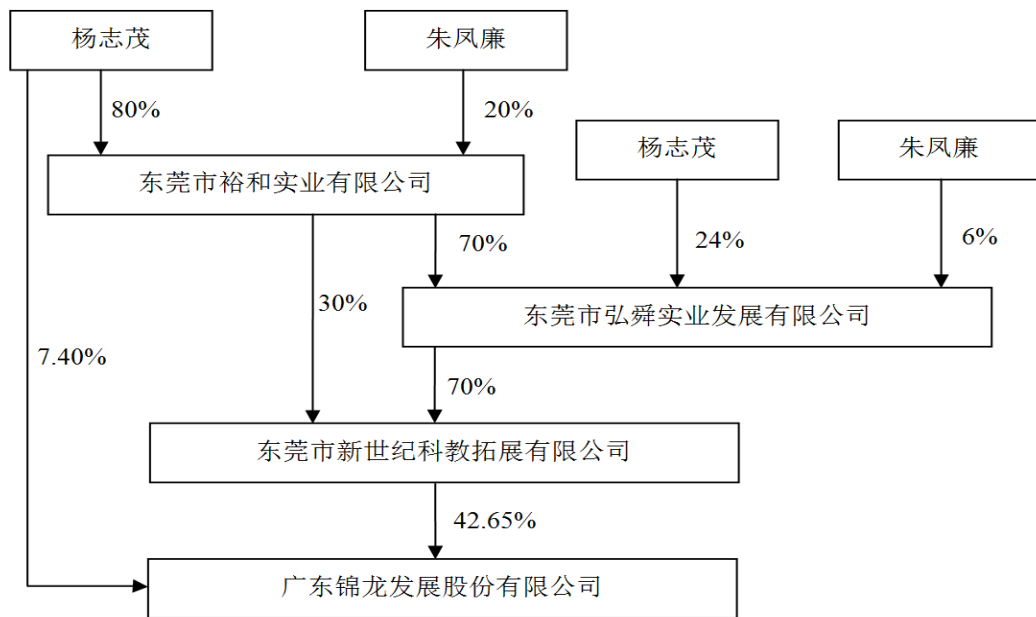 杨志茂
朱凤廉
80%
20%
杨志茂
朱凤廉
东莞市裕和实业有限公司
70%
24%
6%
30%
东莞市弘舜实业发展有限公司
7.40%
70%
东莞市新世纪科教拓展有限公司
42.65%
广东锦龙发展股份有限公司